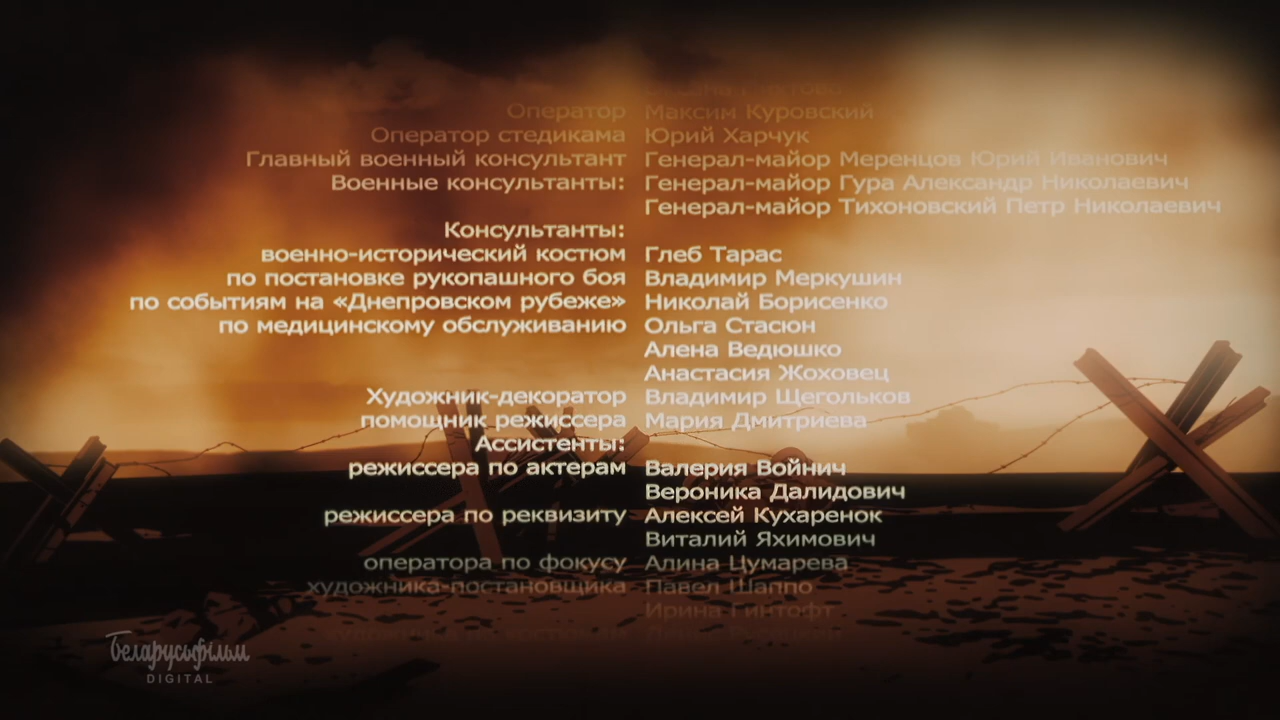 Оператор Максим Куровский
Оператор стедикама Юрий Харчук
Главный военный консультант Генерал-майор Меренцов Юрий Иванович
Военные консультанты: Генерал-майор Гура Александр Николаевич
Генерал-майор Тихоновский Петр Николаевич
Консультанты:
военно-исторический костюм Глеб Тарас
по постановке рукопашного боя Владимир Меркушин
по событиям на «Днепровском рубеже» Николай Борисенко
по медицинскому обслуживанию Ольга Стасюн
Алена Ведюшко
Анастасия Жоховец
Художник-декоратор Владимир Щегольков
помощник режиссера Мария Дмитриева
Ассистенты:
режиссера по актерам Валерия Войнич
Вероника Далидович
режиссера по реквизиту Алексей Кухаренок
Виталий Яхимович
оператора по фокусу Алина Цумарева
художника-постановщика Павел Шаппо
Ирина Гинтофт
Беларусьфільм
DIGITAL